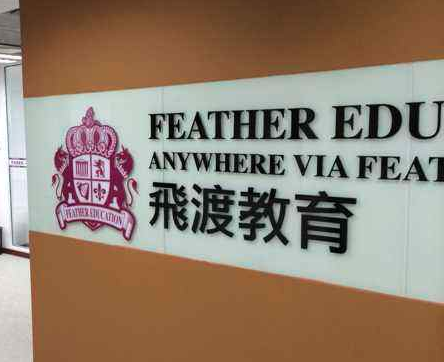 FEATHER EDU
ANYWHERE VIA FEAT
飛渡教育
FEATHER EDUCATION